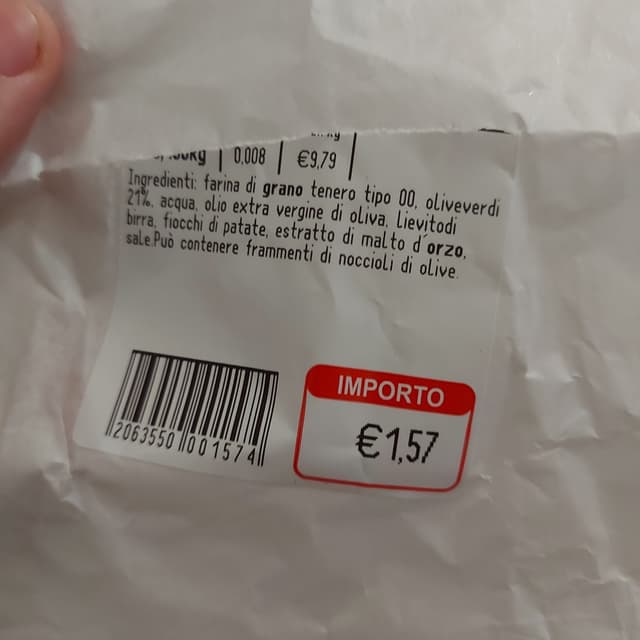 0,008 €9,79
Ingredienti: farina di grano tenero tipo 00, oliveverdi
21%, acqua, olio extra vergine di oliva, Lievitodi
birra, fiocchi di patate, estratto di malto d'orzo,
sale.Può contenere frammenti di noccioli di olive.
IMPORTO
€1,57
2063550 001574